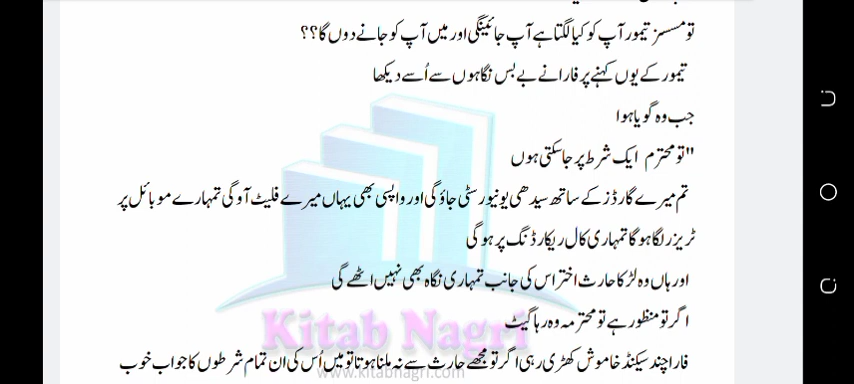 تو مسسز تیمور آپ کو کیا لگتا ہے آپ جائینگی اور میں آپ کو جانے دوں گا؟؟
تیمور کے یوں کہنے پر فارا نے بے بس نگاہوں سے اُسے دیکھا
جب وہ گویا ہوا
"تو محترم ایک شرط پر جا سکتی ہوں
تم میرے گارڈز کے ساتھ سیدھی یونیورسٹی جاؤ گی اور واپسی بھی یہاں میرے فلیٹ آو گی تمہارے موبائل پر
ٹریزر لگا ہو گا تمہاری کال ریکارڈنگ پر ہو گی
اور ہاں وہ لڑکا حارث اختر اس کی جانب تمہاری نگاہ بھی نہیں اٹھے گی
اگر تو منظور ہے تو محترمہ وہ رہا گیٹ
Kitab Nagri
فارا چند سیکنڈ خاموش کھڑی رہی اگر تو مجھے حارث سے نہ ملنا ہوتا تو میں اُس کی ان تمام شرطوں کا جواب خوب
www.kitabnagri.com